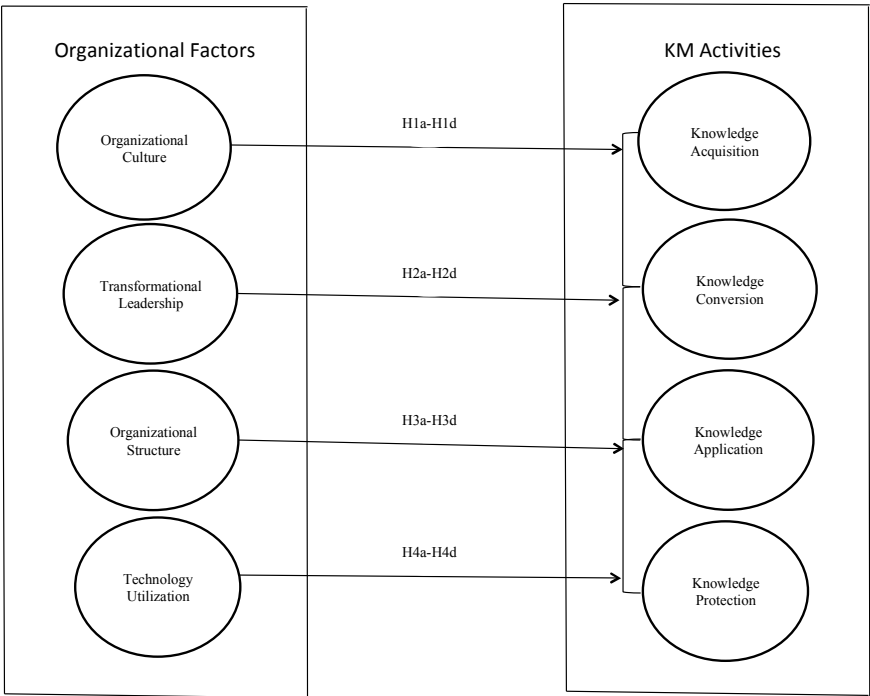 Organizational Factors
KM Activities
Organizational
Culture
H1a-H1d
Knowledge
Acquisition
Transformational
Leadership
H2a-H2d
Knowledge
Conversion
Organizational
Structure
H3a-H3d
Knowledge
Application
Technology
Utilization
H4a-H4d
Knowledge
Protection